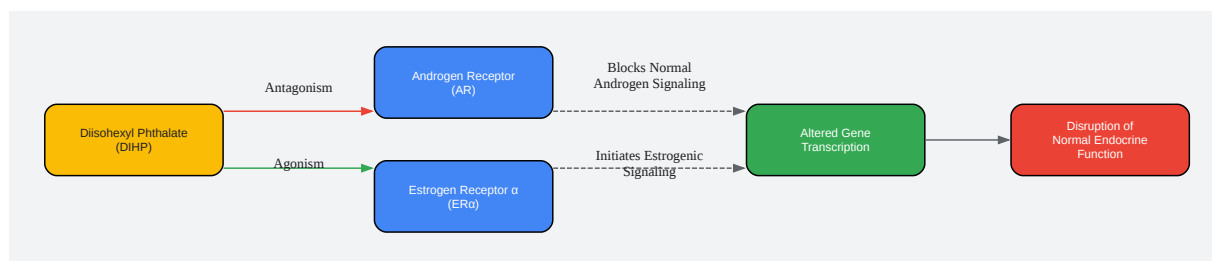 Diisohexyl Phthalate
(DIHP)
Antagonism
Agonism
Androgen Receptor
(AR)
Estrogen Receptor α
(ERα)
Blocks Normal
Androgen Signaling
Initiates Estrogenic
Signaling
Altered Gene
Transcription
Disruption of
Normal Endocrine
Function